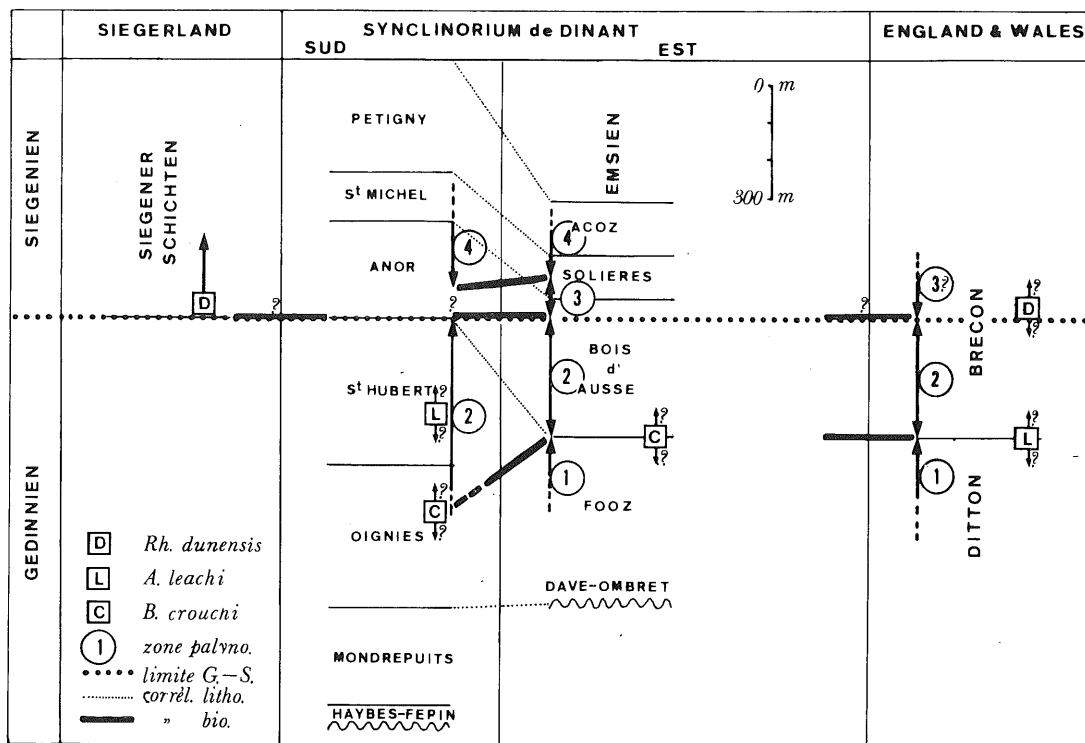 SIEGERLAND
SYNCLINORIUM de DINANT
SUD
EST
ENGLAND & WALES
SIEGENIEN
GEDINNIEN
SIEGENER SCHICHTEN
D
?
PETIGNY
St MICHEL
ANOR
4
?
St HUBERT
?
L
?
2
?
C
?
OIGNIES
MONDREPUITS
HAYBES-FEPIN
EMSIEN
ACOZ
4
SOLIERES
3
BOIS
d'
AUSSE
2
?
C
?
1
FOOZ
DAVE-OMBRET
0 m
300 m
?
3?
2
1
BRECON
DITTON
?
D
?
?
L
?
D Rh. dunensis
L A. leachi
C B. crouchi
1 zone palyno.
limite G.-S.
corrél. litho.
„ bio.